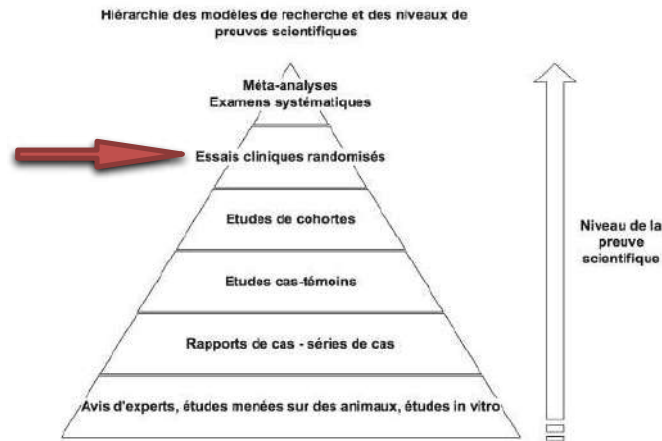 Hiérarchie des modèles de recherche et des niveaux de
preuves scientifiques
Méta-analyses
Examens systématiques
Essais cliniques randomisés
Etudes de cohortes
Etudes cas-témoins
Rapports de cas - séries de cas
Avis d'experts, études menées sur des animaux, études in vitro
Niveau de la
preuve
scientifique